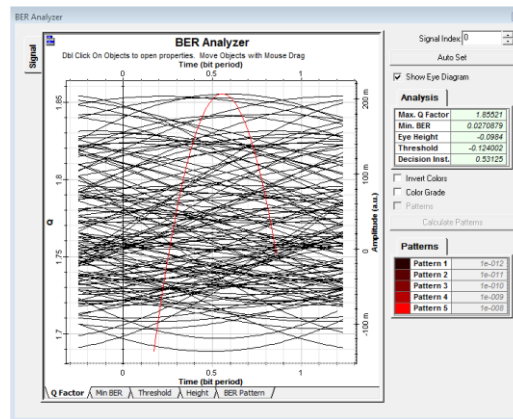 BER Analyzer
Signal
BER Analyzer
Dbl Click On Objects to open properties. Move Objects with Mouse Drag
Time (bit period)
0 0.5 1
1.85
1.8
1.75
1.7
Q
200 m
100 m
0
-100 m
Amplitude (a.u.)
0 0.5 1
Time (bit period)
Q Factor Min BER Threshold Height BER Pattern
Signal Index: 0
Auto Set
Show Eye Diagram
Analysis
Max. Q Factor 1.85521
Min. BER 0.0270879
Eye Height -0.0984
Threshold -0.124002
Decision Inst. 0.53125
Invert Colors
Color Grade
Patterns
Calculate Patterns
Patterns
Pattern 1 1e-012
Pattern 2 1e-011
Pattern 3 1e-010
Pattern 4 1e-009
Pattern 5 1e-008